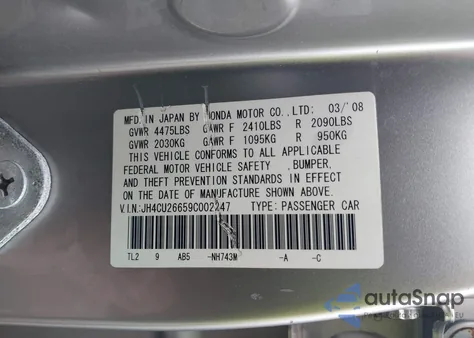 MFD. IN JAPAN BY HONDA MOTOR CO., LTD. 03/'08
GVWR 4475LBS GAWR F 2410LBS R 2090LBS
GVWR 2030KG GAWR F 1095KG R 950KG
THIS VEHICLE CONFORMS TO ALL APPLICABLE
FEDERAL MOTOR VEHICLE SAFETY, BUMPER,
AND THEFT PREVENTION STANDARDS IN EFFECT
ON THE DATE OF MANUFACTURE SHOWN ABOVE.
V.I.N:JH4CU26659C002247 TYPE: PASSENGER CAR
TL2 9 AB5 -NH743M -A -C
autoSnap